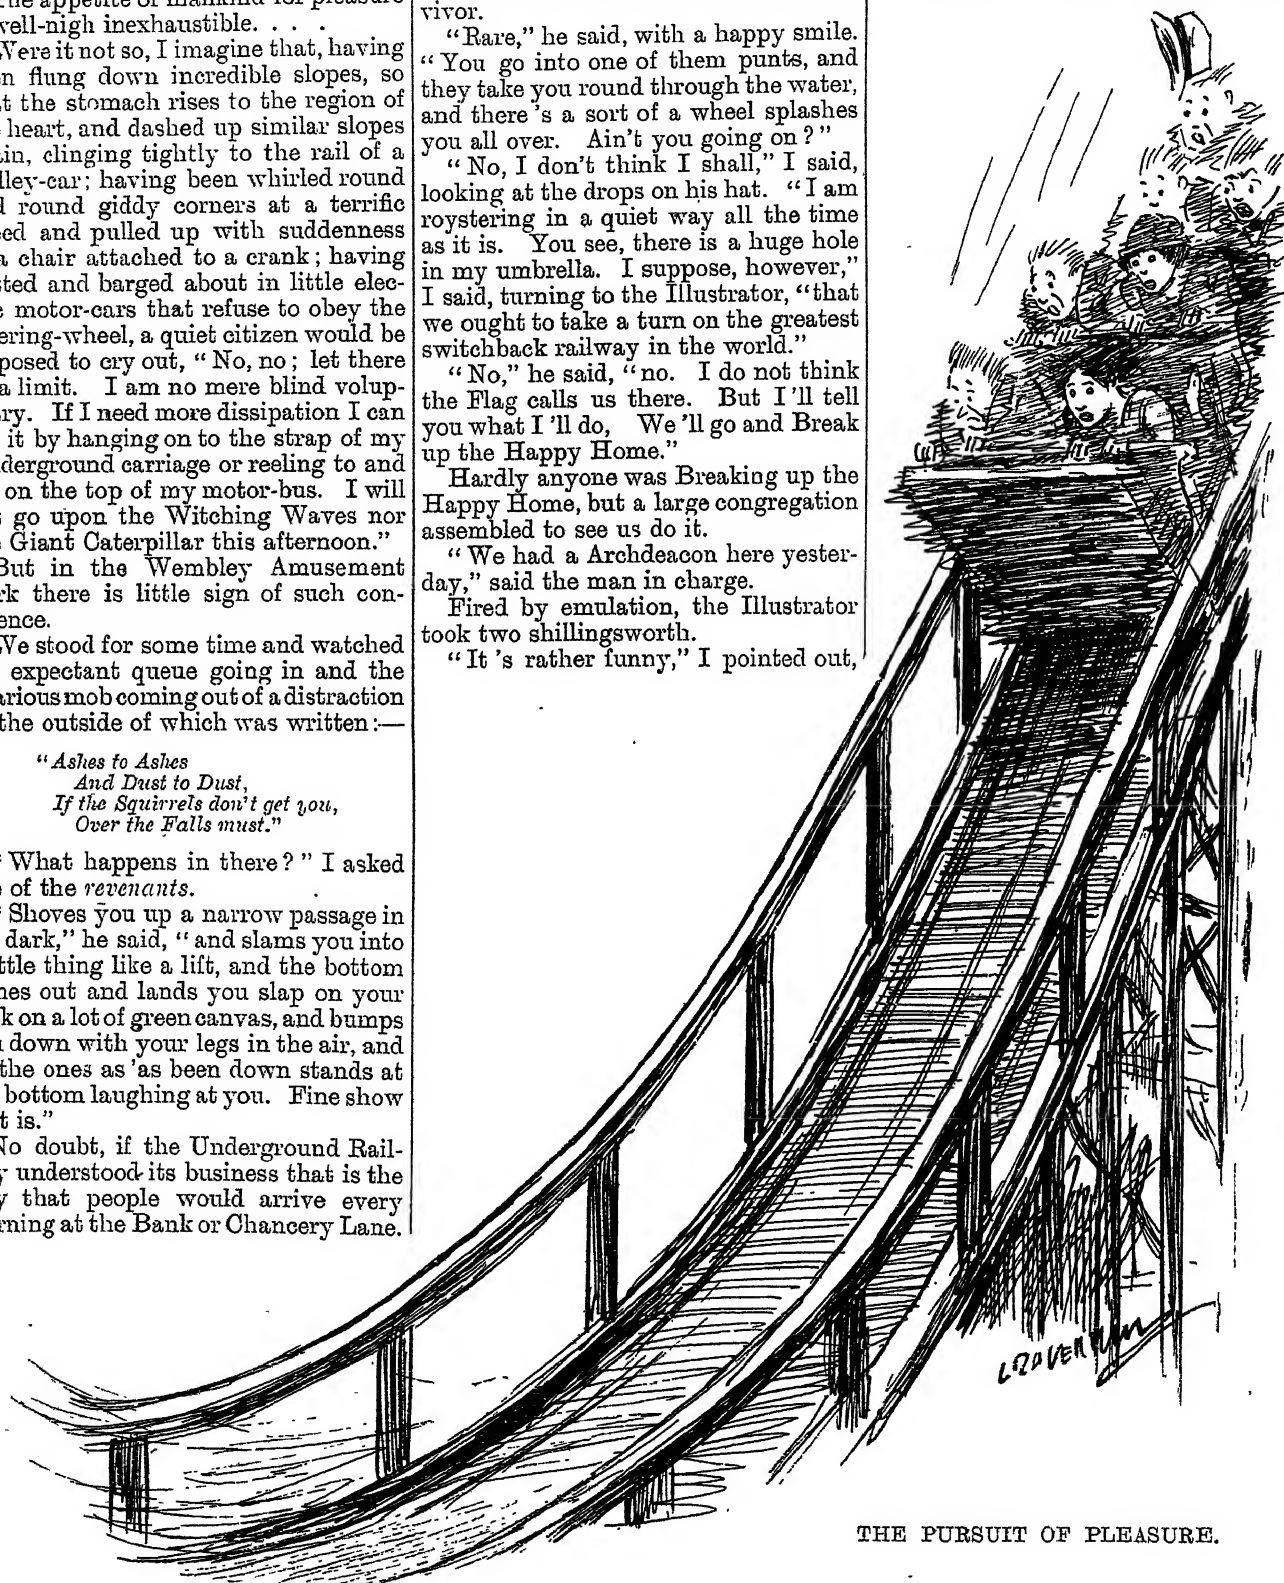 The appetite of mankind for pleasure
well-nigh inexhaustible. . . .
Were it not so, I imagine that, having
n flung down incredible slopes, so
t the stomach rises to the region of
heart, and dashed up similar slopes
in, clinging tightly to the rail of a
lley-car; having been whirled round
d round giddy corners at a terrific
ed and pulled up with suddenness
a chair attached to a crank; having
ted and barged about in little elec-
motor-cars that refuse to obey the
ering-wheel, a quiet citizen would be
posed to cry out, “No, no; let there
a limit. I am no mere blind volup-
ry. If I need more dissipation I can
it by hanging on to the strap of my
derground carriage or reeling to and
on the top of my motor-bus. I will
go upon the Witching Waves nor
Giant Caterpillar this afternoon.”
But in the Wembley Amusement
rk there is little sign of such con-
ence.
We stood for some time and watched
expectant queue going in and the
arious mob coming out of a distraction
the outside of which was written:—
“Ashes to Ashes
And Dust to Dust,
If the Squirrels don't get you,
Over the Falls must.”
“What happens in there?” I asked
of the revenants.
“Shoves you up a narrow passage in
dark,” he said, “and slams you into
ttle thing like a lift, and the bottom
mes out and lands you slap on your
k on a lot of green canvas, and bumps
down with your legs in the air, and
the ones as 'as been down stands at
bottom laughing at you. Fine show
t is.”
No doubt, if the Underground Rail-
y understood its business that is the
y that people would arrive every
rning at the Bank or Chancery Lane.
vivor.
“Rare,” he said, with a happy smile.
“You go into one of them punts, and
they take you round through the water,
and there's a sort of a wheel splashes
you all over. Ain't you going on?”
“No, I don't think I shall,” I said,
looking at the drops on his hat. “I am
roystering in a quiet way all the time
as it is. You see, there is a huge hole
in my umbrella. I suppose, however,”
I said, turning to the Illustrator, “that
we ought to take a turn on the greatest
switchback railway in the world.”
“No,” he said, “no. I do not think
the Flag calls us there. But I'll tell
you what I'll do, We'll go and Break
up the Happy Home.”
Hardly anyone was Breaking up the
Happy Home, but a large congregation
assembled to see us do it.
“We had a Archdeacon here yester-
day,” said the man in charge.
Fired by emulation, the Illustrator
took two shillingsworth.
“It's rather funny,” I pointed out,
THE PURSUIT OF PLEASURE.